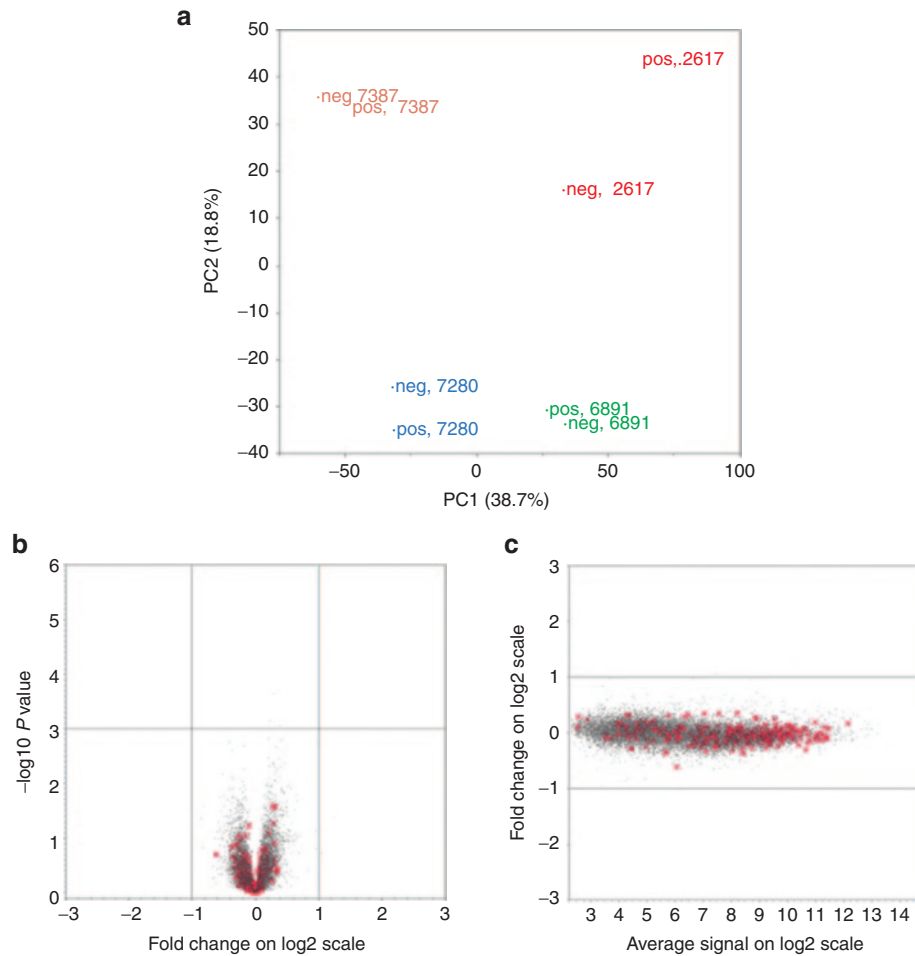 a
50
40
30
20
10
0
−10
−20
−30
−40
PC2 (18.8%)
pos,.2617
·neg 7387
pos, 7387
·neg, 2617
·neg, 7280
·pos, 7280
·pos, 6891
·neg, 6891
−50 0 50 100
PC1 (38.7%)
b
6
5
4
3
2
1
0
−log10 P value
−3 −2 −1 0 1 2 3
Fold change on log2 scale
c
3
2
1
0
−1
−2
−3
Fold change on log2 scale
3 4 5 6 7 8 9 10 11 12 13 14
Average signal on log2 scale